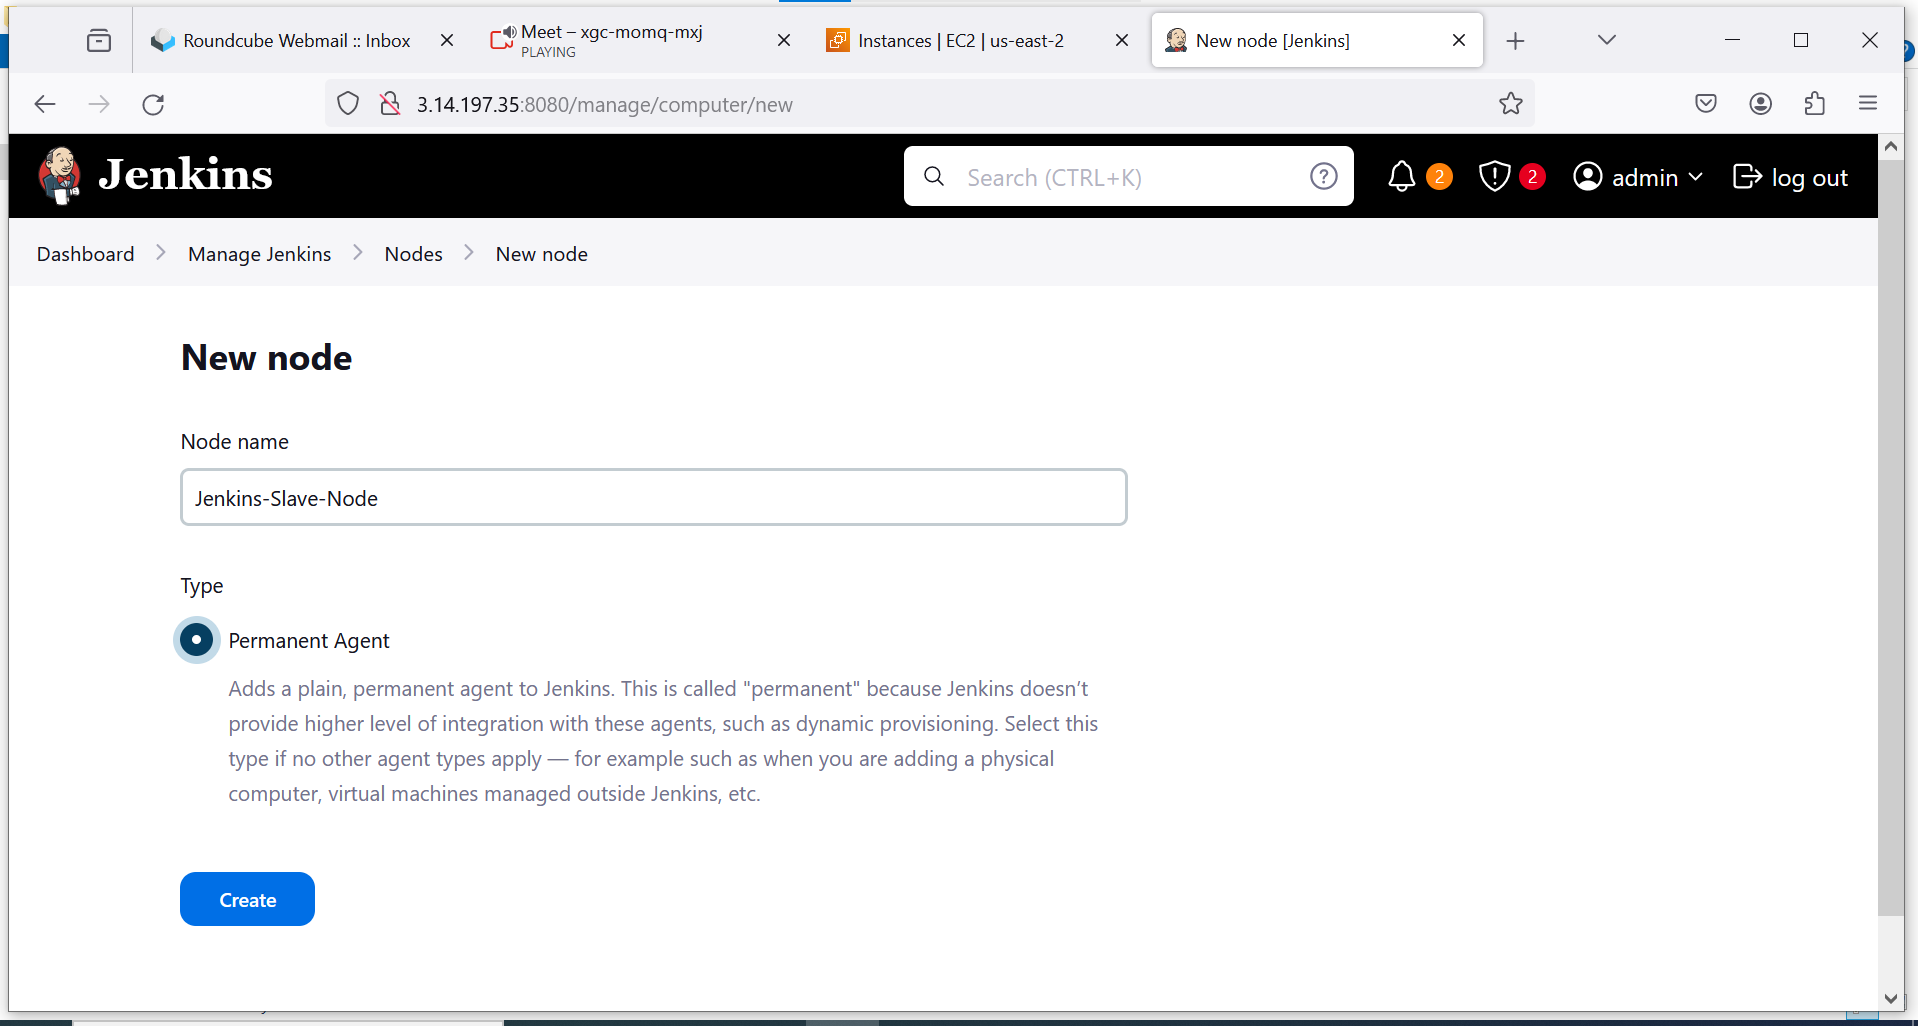 Roundcube Webmail :: Inbox
Meet – xgc-momq-mxj
PLAYING
Instances | EC2 | us-east-2
New node [Jenkins]
3.14.197.35:8080/manage/computer/new
Jenkins
Search (CTRL+K)
2
2
admin
log out
Dashboard
Manage Jenkins
Nodes
New node
New node
Node name
Jenkins-Slave-Node
Type
Permanent Agent
Adds a plain, permanent agent to Jenkins. This is called "permanent" because Jenkins doesn’t
provide higher level of integration with these agents, such as dynamic provisioning. Select this
type if no other agent types apply — for example such as when you are adding a physical
computer, virtual machines managed outside Jenkins, etc.
Create